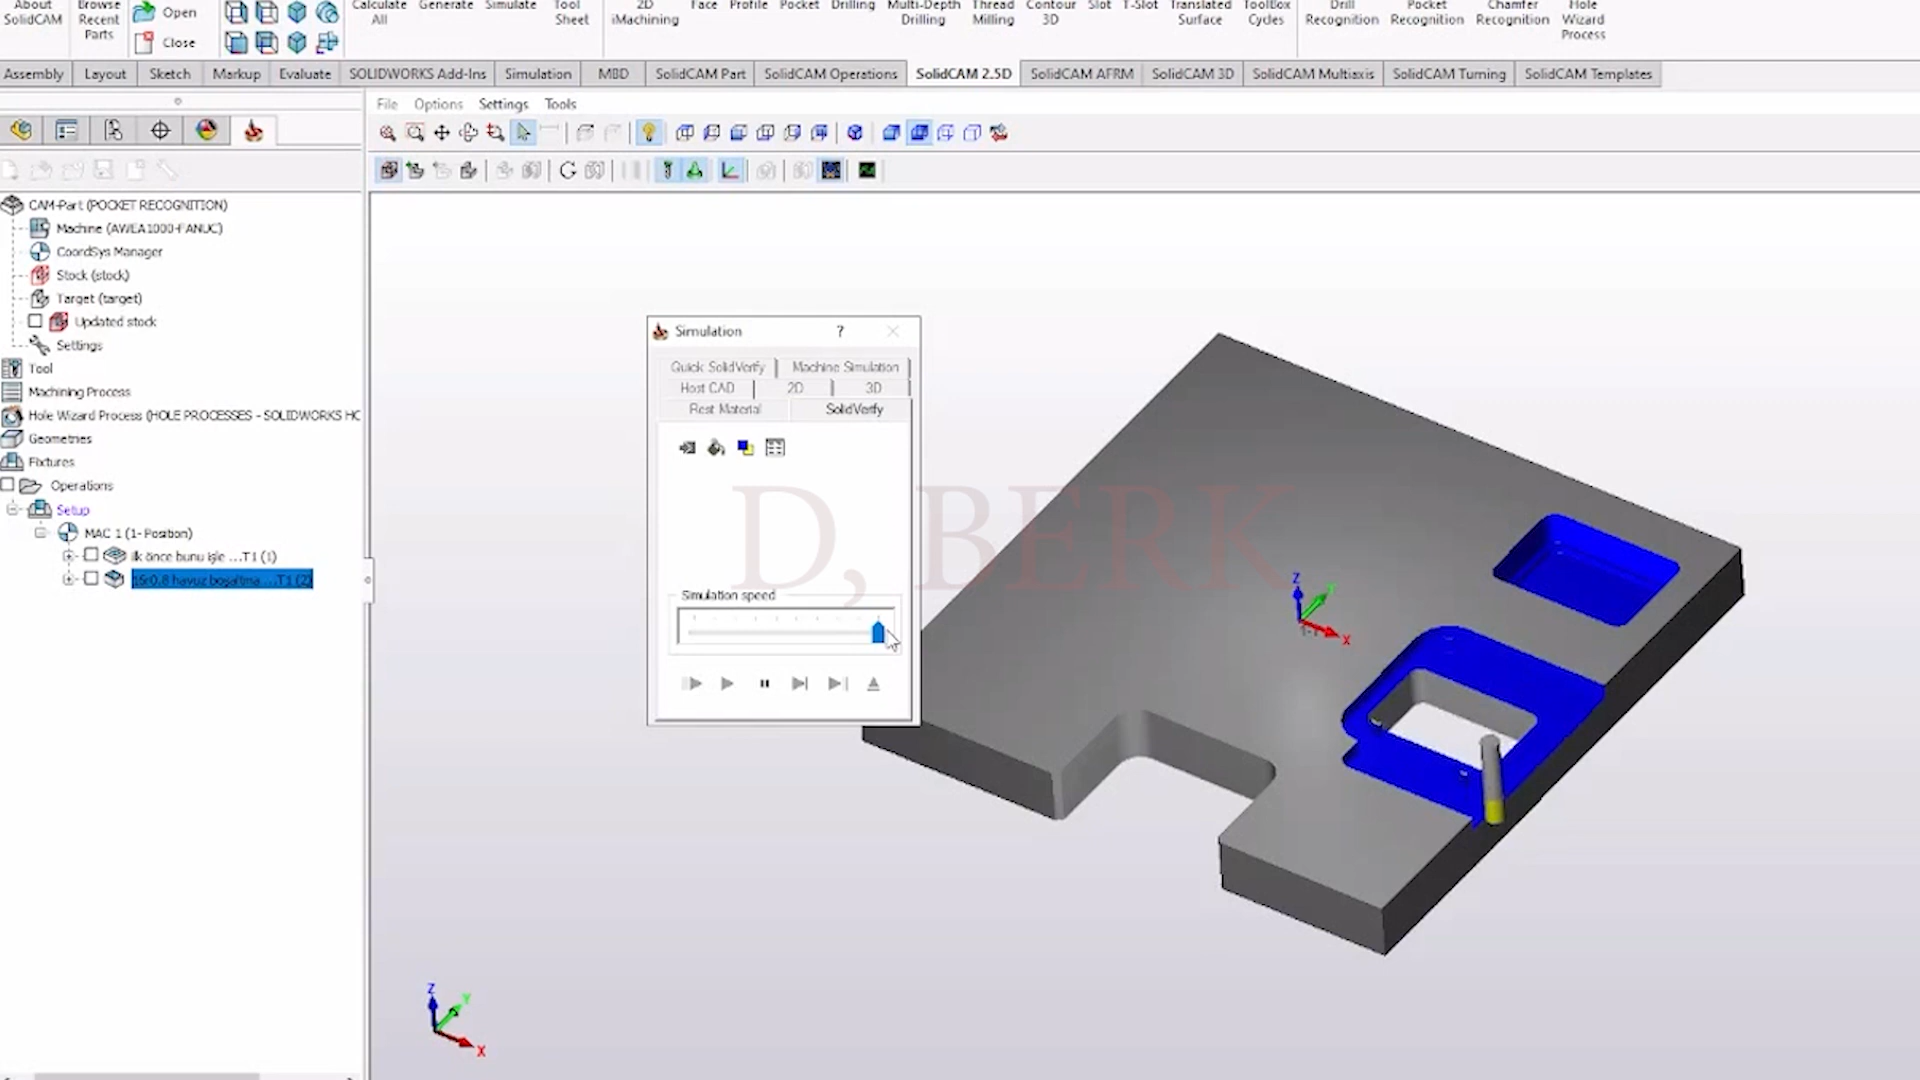 About SolidCAM
Browse Recent Parts
Open
Close
Calculate All
Generate
Simulate
Tool Sheet
2D iMachining
Face
Profile
Pocket
Drilling
Multi-Depth Drilling
Thread Milling
Contour 3D
Slot
T-Slot
Translated Surface
ToolBox Cycles
Drill Recognition
Pocket Recognition
Chamfer Recognition
Hole Wizard Process
Assembly
Layout
Sketch
Markup
Evaluate
SOLIDWORKS Add-Ins
Simulation
MBD
SolidCAM Part
SolidCAM Operations
SolidCAM 2.5D
SolidCAM AFRM
SolidCAM 3D
SolidCAM Multiaxis
SolidCAM Turning
SolidCAM Templates
File Options Settings Tools
CAM-Part (POCKET RECOGNITION)
Machine (AWEA1000-FANUC)
CoordSys Manager
Stock (stock)
Target (target)
Updated stock
Settings
Tool
Machining Process
Hole Wizard Process (HOLE PROCESSES - SOLIDWORKS HC
Geometries
Fixtures
Operations
Setup
MAC 1 (1- Position)
ilk önce bunu işle ...T1 (1)
16r0.8 havuz boşaltma ...T1 (2)
Simulation ?
Quick SolidVerify
Machine Simulation
Host CAD
2D
3D
Rest Material
SolidVerify
Simulation speed
D, BERK
Z
X
Z
Y
X